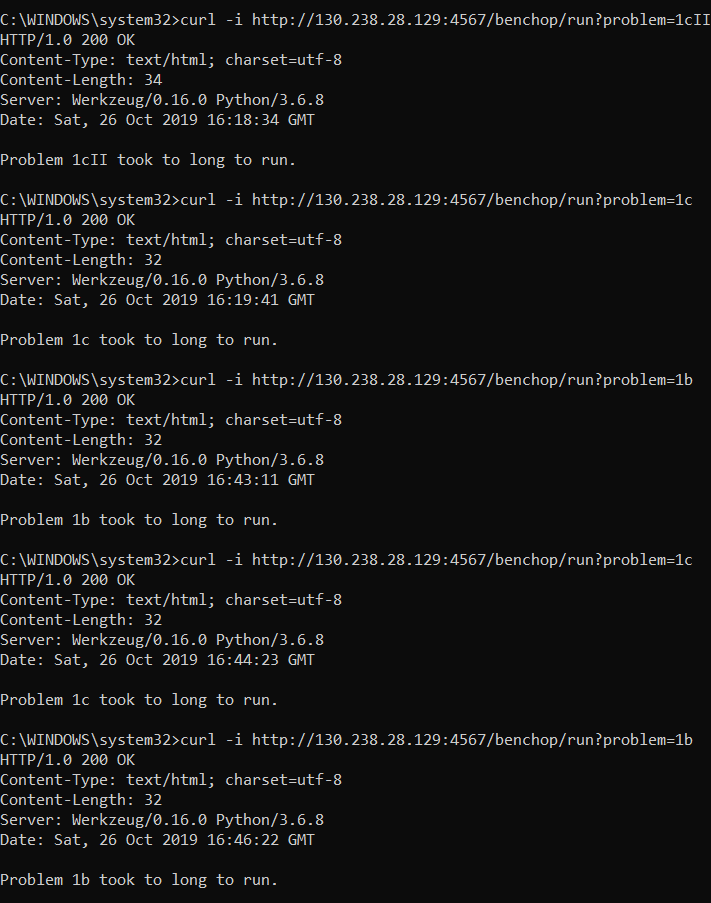 C:\WINDOWS\system32>curl -i http://130.238.28.129:4567/benchop/run?problem=1cII
HTTP/1.0 200 OK
Content-Type: text/html; charset=utf-8
Content-Length: 34
Server: Werkzeug/0.16.0 Python/3.6.8
Date: Sat, 26 Oct 2019 16:18:34 GMT

Problem 1cII took to long to run.

C:\WINDOWS\system32>curl -i http://130.238.28.129:4567/benchop/run?problem=1c
HTTP/1.0 200 OK
Content-Type: text/html; charset=utf-8
Content-Length: 32
Server: Werkzeug/0.16.0 Python/3.6.8
Date: Sat, 26 Oct 2019 16:19:41 GMT

Problem 1c took to long to run.

C:\WINDOWS\system32>curl -i http://130.238.28.129:4567/benchop/run?problem=1b
HTTP/1.0 200 OK
Content-Type: text/html; charset=utf-8
Content-Length: 32
Server: Werkzeug/0.16.0 Python/3.6.8
Date: Sat, 26 Oct 2019 16:43:11 GMT

Problem 1b took to long to run.

C:\WINDOWS\system32>curl -i http://130.238.28.129:4567/benchop/run?problem=1c
HTTP/1.0 200 OK
Content-Type: text/html; charset=utf-8
Content-Length: 32
Server: Werkzeug/0.16.0 Python/3.6.8
Date: Sat, 26 Oct 2019 16:44:23 GMT

Problem 1c took to long to run.

C:\WINDOWS\system32>curl -i http://130.238.28.129:4567/benchop/run?problem=1b
HTTP/1.0 200 OK
Content-Type: text/html; charset=utf-8
Content-Length: 32
Server: Werkzeug/0.16.0 Python/3.6.8
Date: Sat, 26 Oct 2019 16:46:22 GMT

Problem 1b took to long to run.